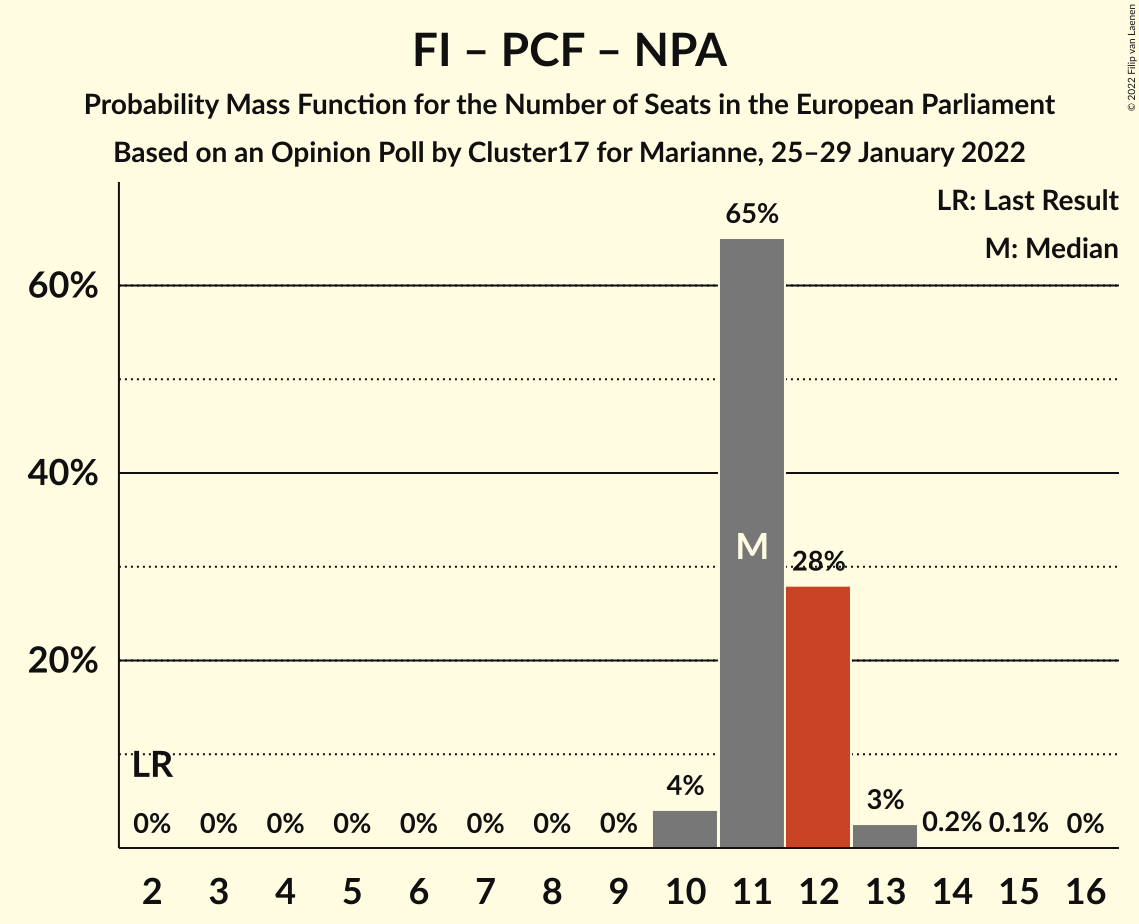 FI – PCF – NPA
Probability Mass Function for the Number of Seats in the European Parliament
Based on an Opinion Poll by Cluster17 for Marianne, 25–29 January 2022
© 2022 Filip van Laenen
LR: Last Result
M: Median
65%
60%
40%
M
28%
20%
LR
4%
3%
0% 0% 0% 0% 0% 0% 0% 0% 0.2% 0.1% 0%
2 3 4 5 6 7 8 9 10 11 12 13 14 15 16